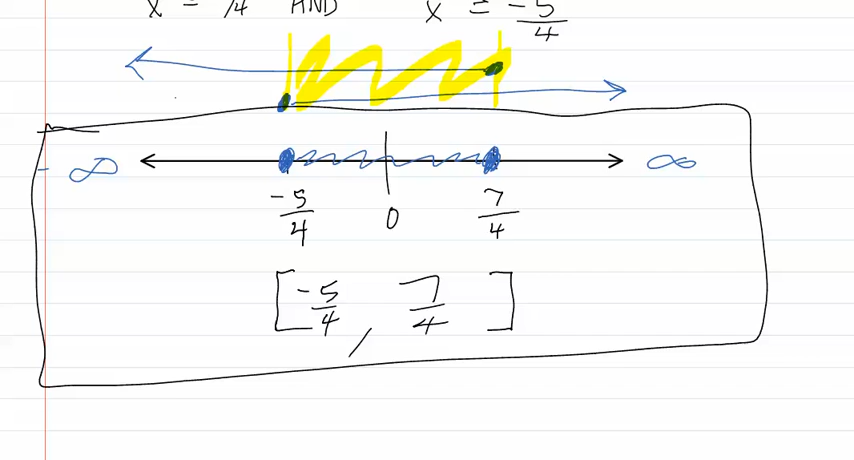 AND x ≥ -5/4
-∞ ∞
-5/4 0 7/4
[-5/4, 7/4]